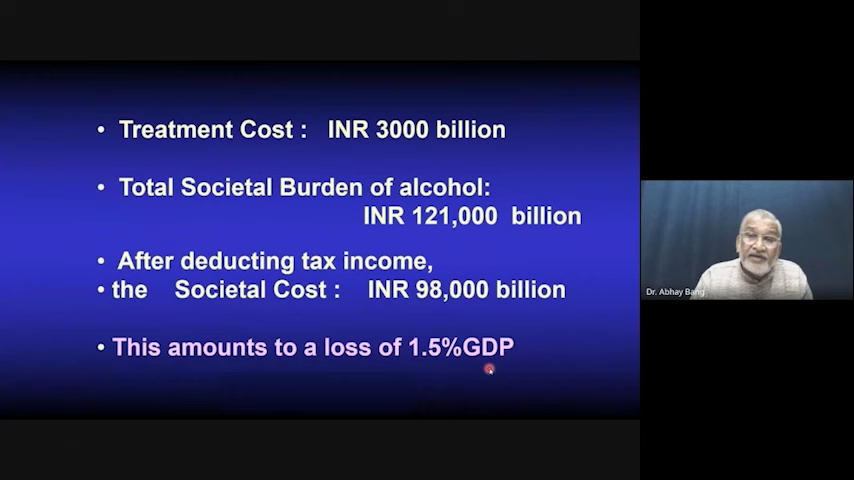 • Treatment Cost : INR 3000 billion
• Total Societal Burden of alcohol:
INR 121,000 billion
• After deducting tax income,
• the Societal Cost : INR 98,000 billion
• This amounts to a loss of 1.5%GDP
Dr. Abhay Bang